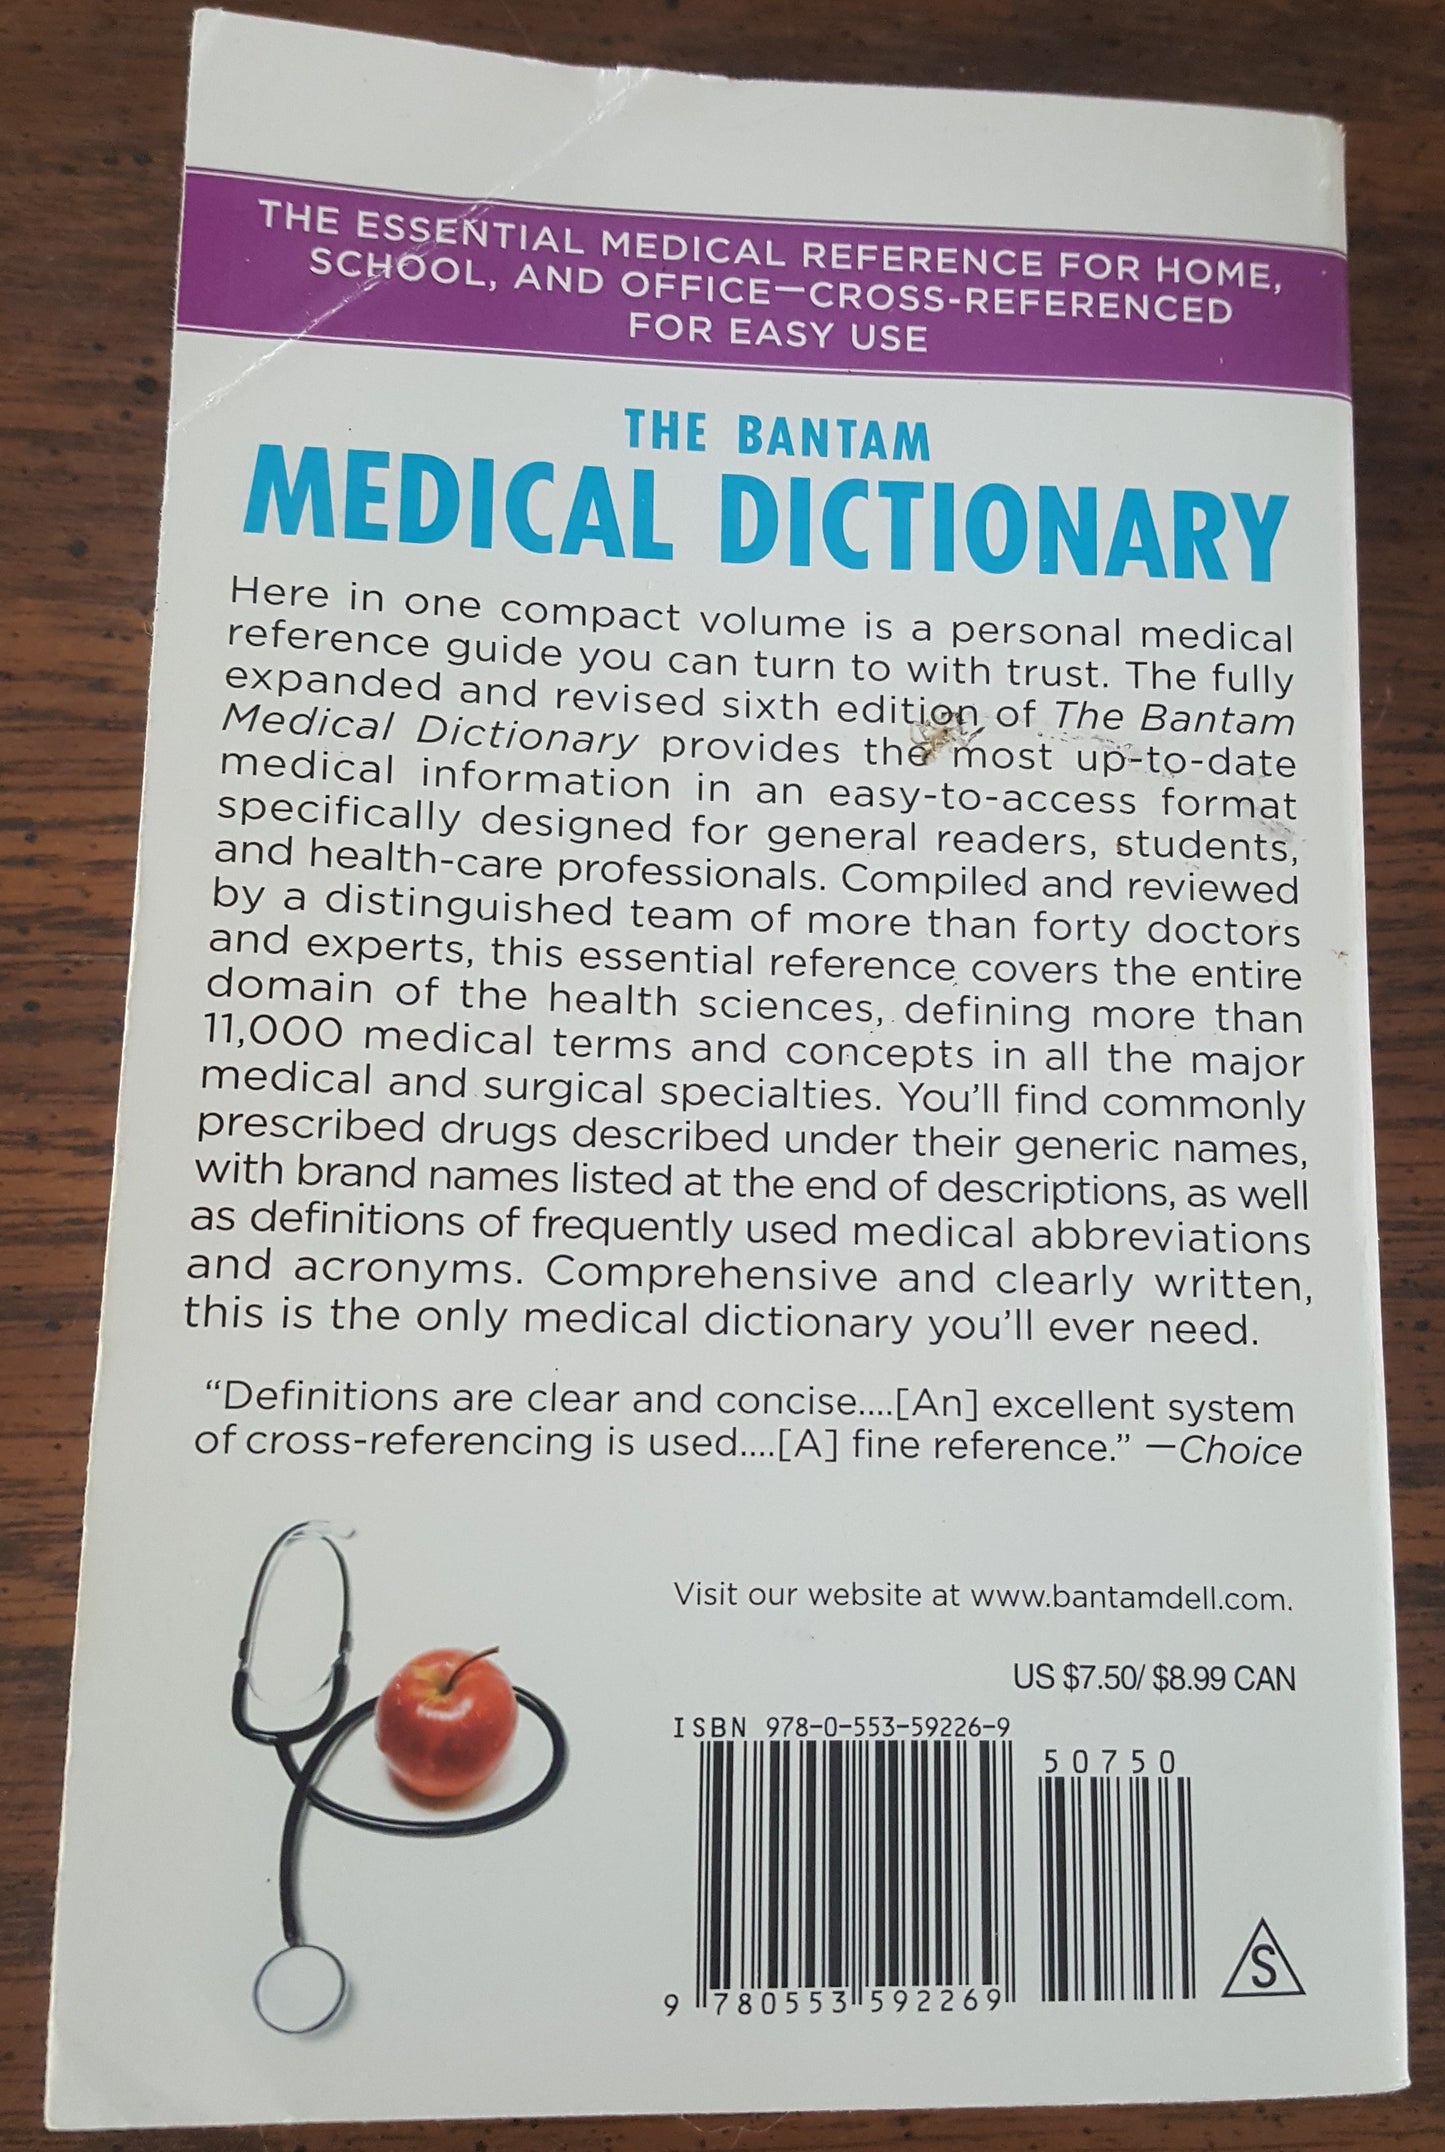 THE ESSENTIAL MEDICAL REFERENCE FOR HOME,
SCHOOL, AND OFFICE—CROSS-REFERENCED
FOR EASY USE
THE BANTAM
MEDICAL DICTIONARY
Here in one compact volume is a personal medical
reference guide you can turn to with trust. The fully
expanded and revised sixth edition of The Bantam
Medical Dictionary provides the most up-to-date
medical information in an easy-to-access format
specifically designed for general readers, students,
and health-care professionals. Compiled and reviewed
by a distinguished team of more than forty doctors
and experts, this essential reference covers the entire
domain of the health sciences, defining more than
11,000 medical terms and concepts in all the major
medical and surgical specialties. You'll find commonly
prescribed drugs described under their generic names,
with brand names listed at the end of descriptions, as well
as definitions of frequently used medical abbreviations
and acronyms. Comprehensive and clearly written,
this is the only medical dictionary you'll ever need.
“Definitions are clear and concise....[An] excellent system
of cross-referencing is used....[A] fine reference.” —Choice
Visit our website at www.bantamdell.com.
US $7.50/ $8.99 CAN
ISBN 978-0-553-59226-9
50750
9 780553 592269
S